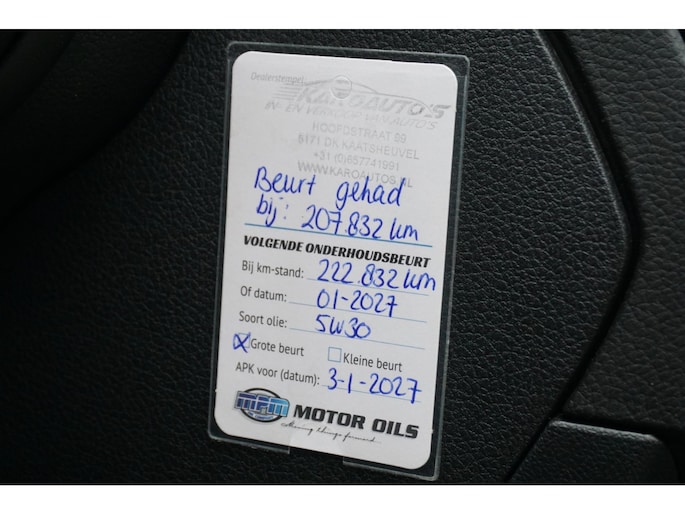 Dealerstempel
KAROAUTO'S
IN- EN VERKOOP VAN AUTO'S
HOOFDSTRAAT 89
5171 DK KAATSHEUVEL
+31 (0)657741991
WWW.KAROAUTOS.NL
Beurt gehad
bij: 207.832 km
VOLGENDE ONDERHOUDSBEURT
Bij km-stand: 222.832 km
Of datum: 01-2027
Soort olie: 5W30
Grote beurt Kleine beurt
APK voor (datum): 3-1-2027
MPM MOTOR OILS